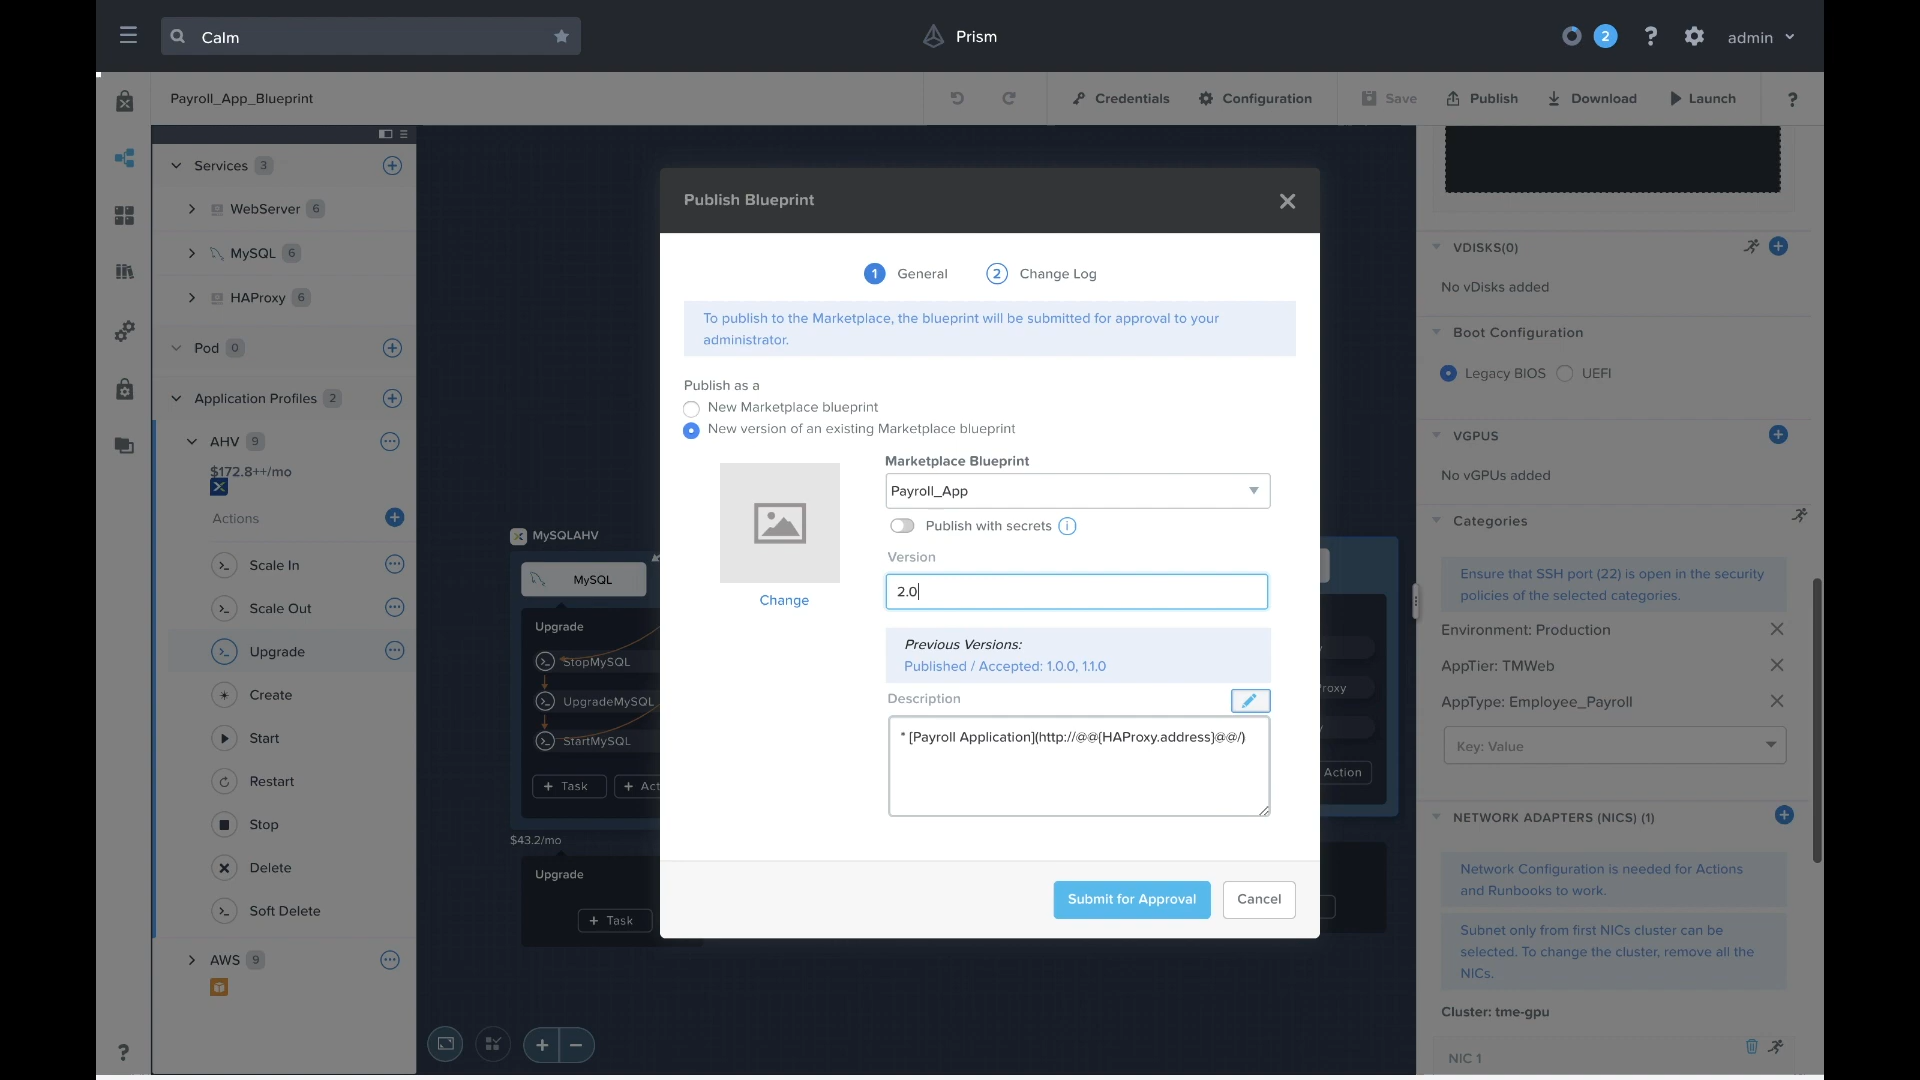 Calm
Prism
2
admin
Payroll_App_Blueprint
Credentials
Configuration
Save
Publish
Download
Launch
Services 3
WebServer 6
MySQL 6
HAProxy 6
Pod 0
Application Profiles 2
AHV 9
$172.8++/mo
Actions
Scale In
Scale Out
Upgrade
Create
Start
Restart
Stop
Delete
Soft Delete
AWS 9
MySQLAHV
MySQL
Upgrade
StopMySQL
UpgradeMySQL
StartMySQL
+ Task
+ Act
$43.2/mo
Upgrade
+ Task
Publish Blueprint
1 General
2 Change Log
To publish to the Marketplace, the blueprint will be submitted for approval to your
administrator.
Publish as a
New Marketplace blueprint
New version of an existing Marketplace blueprint
Change
Marketplace Blueprint
Payroll_App
Publish with secrets
Version
2.0
Previous Versions:
Published / Accepted: 1.0.0, 1.1.0
Description
* [Payroll Application](http://@@{HAProxy.address}@@/)
Submit for Approval
Cancel
roxy
Action
VDISKS(0)
No vDisks added
Boot Configuration
Legacy BIOS
UEFI
VGPUS
No vGPUs added
Categories
Ensure that SSH port (22) is open in the security
policies of the selected categories.
Environment: Production
AppTier: TMWeb
AppType: Employee_Payroll
Key: Value
NETWORK ADAPTERS (NICS) (1)
Network Configuration is needed for Actions
and Runbooks to work.
Subnet only from first NICs cluster can be
selected. To change the cluster, remove all the
NICs.
Cluster: tme-gpu
NIC 1